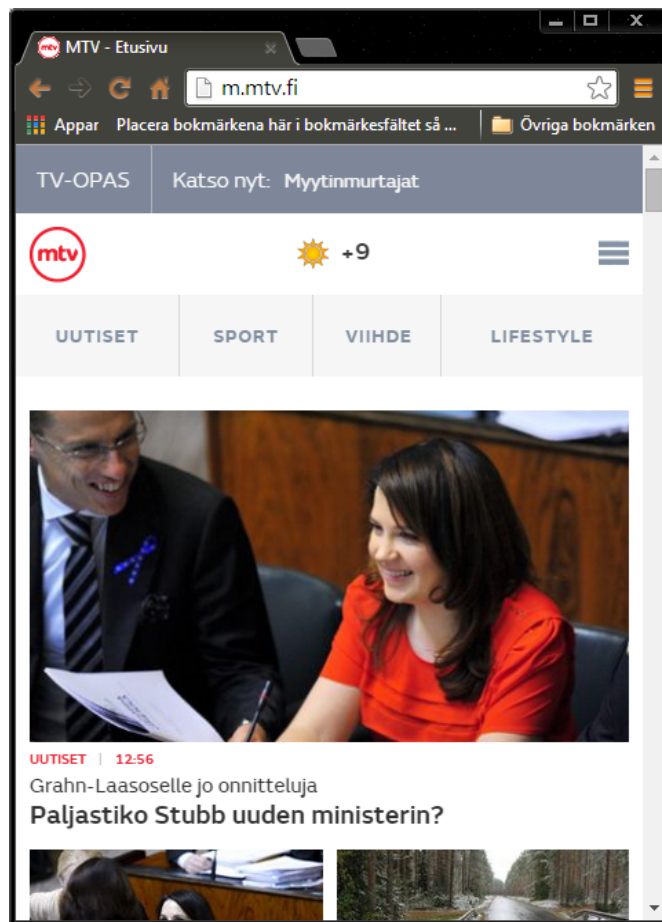 mtv MTV - Etusivu
m.mtv.fi
Appar Placera bokmärkena här i bokmärkesfältet så ... Övriga bokmärken
TV-OPAS Katso nyt: Myytinmurtajat
mtv +9
UUTISET SPORT VIIHDE LIFESTYLE
UUTISET | 12:56
Grahn-Laasoselle jo onnitteluja
Paljastiko Stubb uuden ministerin?